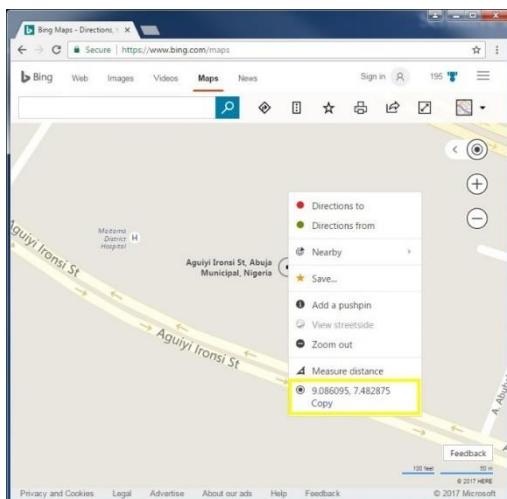 Bing Maps - Directions, t
Secure | https://www.bing.com/maps
Bing Web Images Videos Maps News Sign in 195
Directions to
Directions from
Nearby
Save...
Add a pushpin
View streetside
Zoom out
Measure distance
9.086095, 7.482875
Copy
Maitama
District H
Hospital
Aguiyi Ironsi St, Abuja
Municipal, Nigeria
Aguiyi Ironsi St
Aguiyi Ironsi St
Feedback
100 feet 50 m
© 2017 HERE
Privacy and Cookies Legal Advertise About our ads Help Feedback © 2017 Microsoft